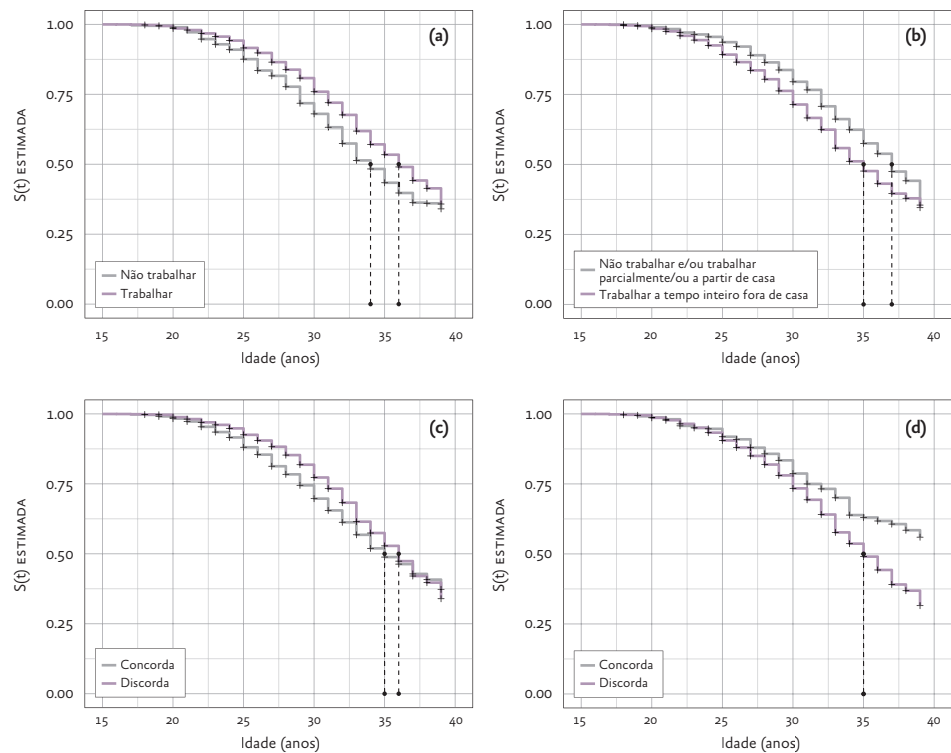 (a)
S(t) ESTIMADA
1.00
0.75
0.50
0.25
0.00
Não trabalhar
Trabalhar
15 20 25 30 35 40
Idade (anos)
(b)
S(t) ESTIMADA
1.00
0.75
0.50
0.25
0.00
Não trabalhar e/ou trabalhar
parcialmente/ou a partir de casa
Trabalhar a tempo inteiro fora de casa
15 20 25 30 35 40
Idade (anos)
(c)
S(t) ESTIMADA
1.00
0.75
0.50
0.25
0.00
Concorda
Discorda
15 20 25 30 35 40
Idade (anos)
(d)
S(t) ESTIMADA
1.00
0.75
0.50
0.25
0.00
Concorda
Discorda
15 20 25 30 35 40
Idade (anos)